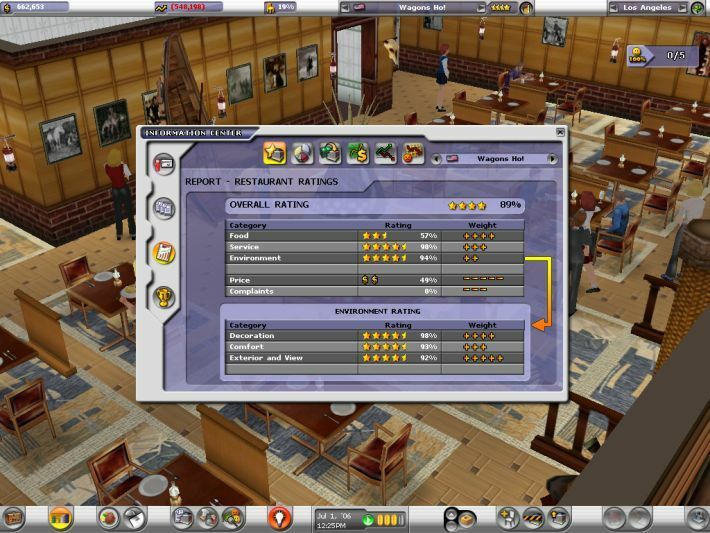 662,653 (548,198) 19% Wagons Ho! Los Angeles
100% 0/5
INFORMATION CENTER
Wagons Ho!
REPORT - RESTAURANT RATINGS
OVERALL RATING 89%
Category Rating Weight
Food 57%
Service 98%
Environment 94%
Price $ $ 49%
Complaints 0%
ENVIRONMENT RATING
Category Rating Weight
Decoration 98%
Comfort 93%
Exterior and View 92%
Jul 1, '06
12:25PM